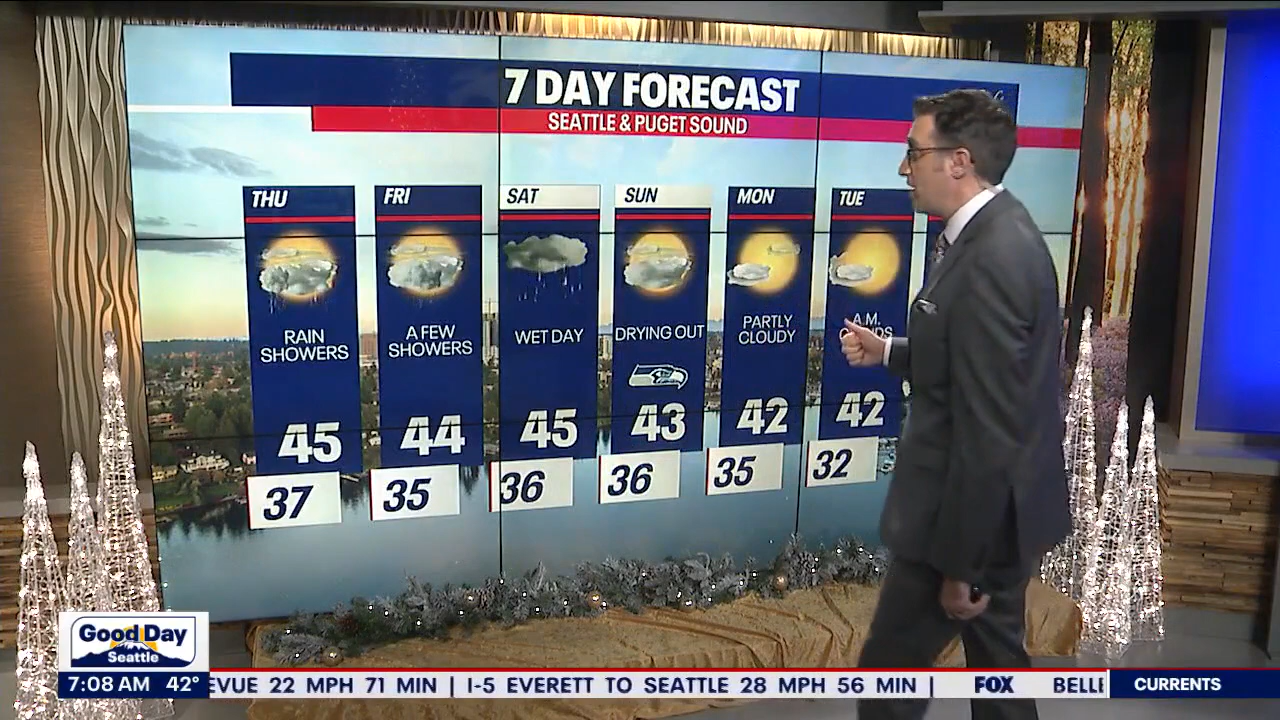 7 DAY FORECAST
SEATTLE & PUGET SOUND
THU
RAIN
SHOWERS
45
37
FRI
A FEW
SHOWERS
44
35
SAT
WET DAY
45
36
SUN
DRYING OUT
43
36
MON
PARTLY
CLOUDY
42
35
TUE
A.M.
42
32
Good Day
Seattle
7:08 AM 42°
EVUE 22 MPH 71 MIN | I-5 EVERETT TO SEATTLE 28 MPH 56 MIN | FOX BELLE
CURRENTS